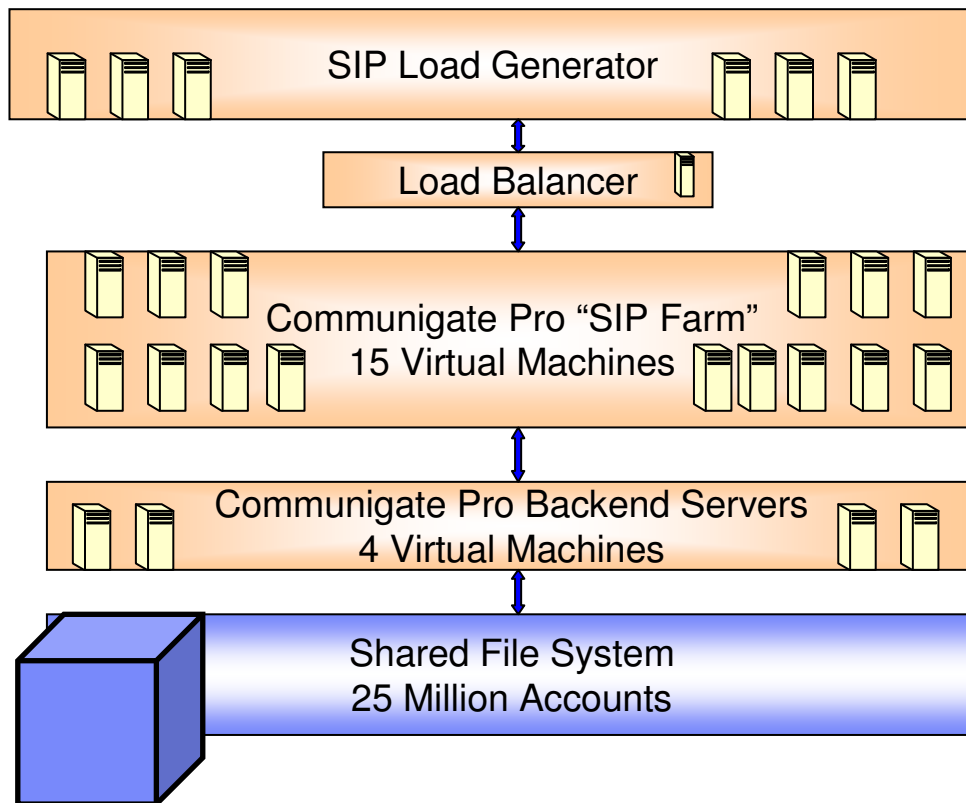 SIP Load Generator
Load Balancer
Communigate Pro “SIP Farm”
15 Virtual Machines
Communigate Pro Backend Servers
4 Virtual Machines
Shared File System
25 Million Accounts